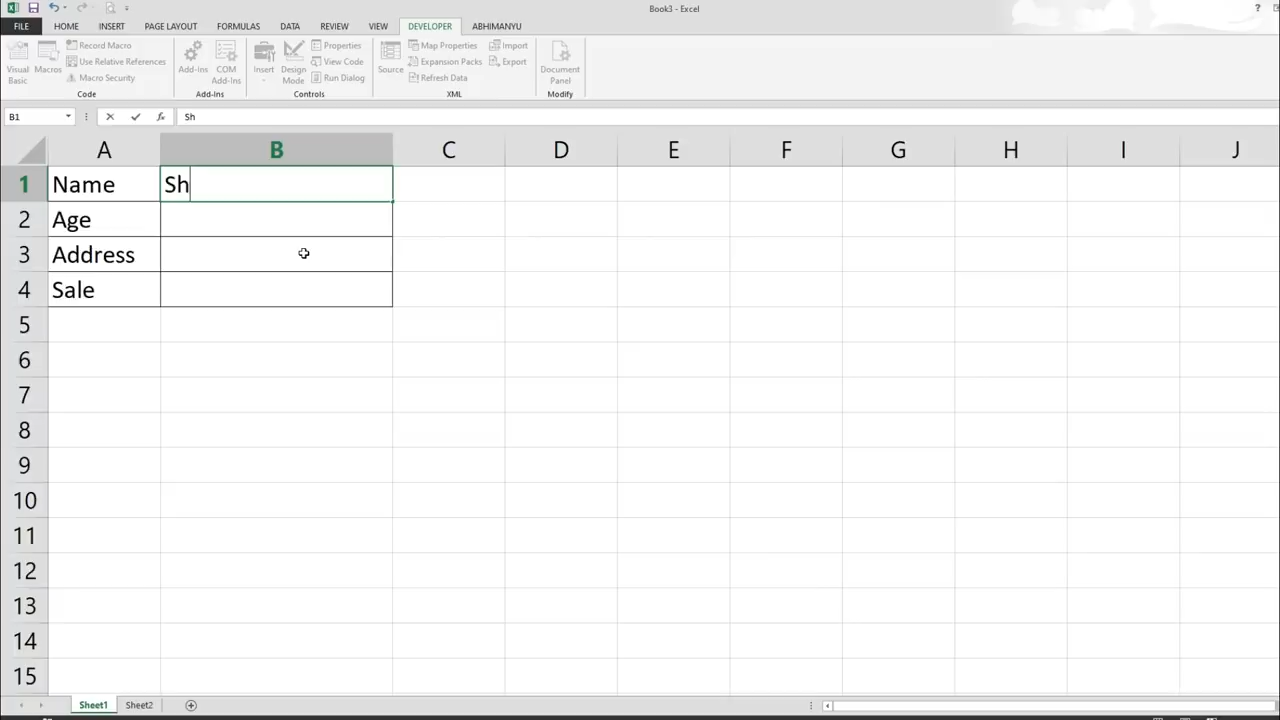 Book3 - Excel
?
FILE HOME INSERT PAGE LAYOUT FORMULAS DATA REVIEW VIEW DEVELOPER ABHIMANYU
Visual Basic
Macros
Record Macro
Use Relative References
Macro Security
Code
Add-Ins
COM Add-Ins
Add-Ins
Insert
Design Mode
Properties
View Code
Run Dialog
Controls
Source
Map Properties
Expansion Packs
Refresh Data
Import
Export
XML
Document Panel
Modify
B1 fx Sh
A B C D E F G H I J
1 Name Sh
2 Age
3 Address
4 Sale
5
6
7
8
9
10
11
12
13
14
15
Sheet1 Sheet2